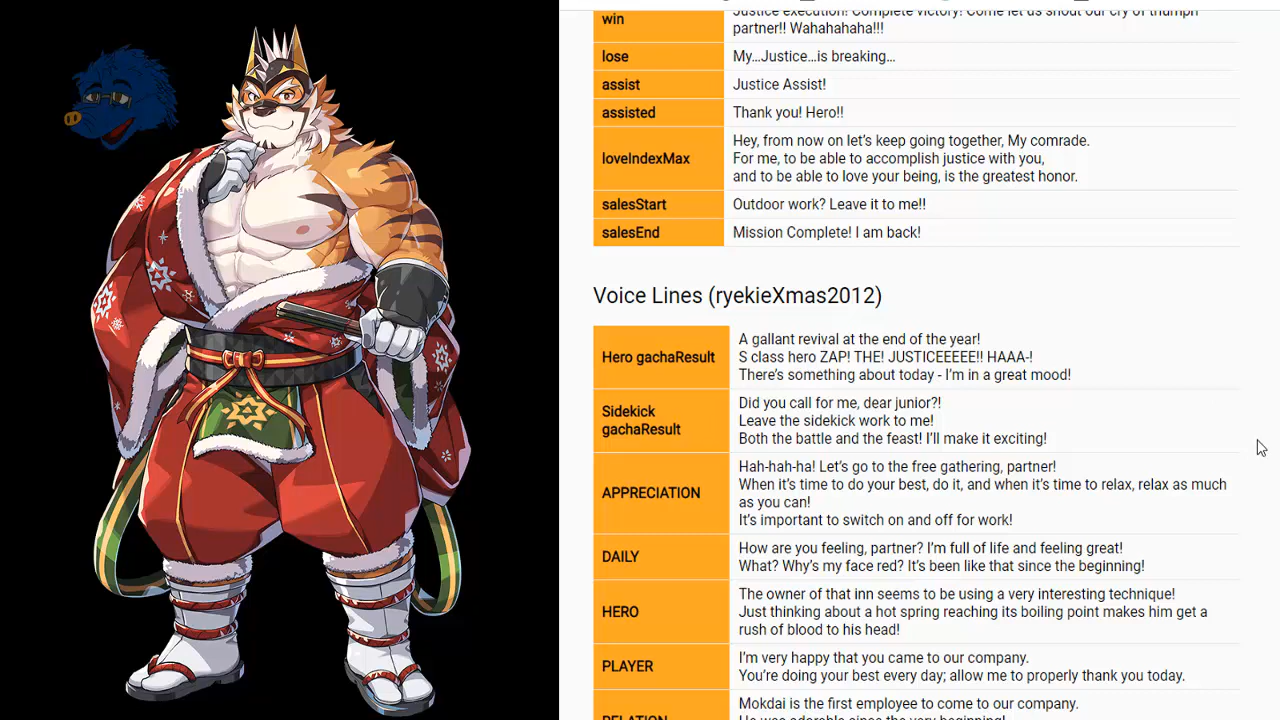 win
Justice execution! Complete victory! Come let us shout our cry of triumph
partner!! Wahahahaha!!!
lose
My…Justice…is breaking…
assist
Justice Assist!
assisted
Thank you! Hero!!
loveIndexMax
Hey, from now on let's keep going together, My comrade.
For me, to be able to accomplish justice with you,
and to be able to love your being, is the greatest honor.
salesStart
Outdoor work? Leave it to me!!
salesEnd
Mission Complete! I am back!
Voice Lines (ryekieXmas2012)
Hero gachaResult
A gallant revival at the end of the year!
S class hero ZAP! THE! JUSTICEEEEE!! HAAA-!
There's something about today - I'm in a great mood!
Sidekick
gachaResult
Did you call for me, dear junior?!
Leave the sidekick work to me!
Both the battle and the feast! I'll make it exciting!
APPRECIATION
Hah-hah-ha! Let's go to the free gathering, partner!
When it's time to do your best, do it, and when it's time to relax, relax as much
as you can!
It's important to switch on and off for work!
DAILY
How are you feeling, partner? I'm full of life and feeling great!
What? Why's my face red? It's been like that since the beginning!
HERO
The owner of that inn seems to be using a very interesting technique!
Just thinking about a hot spring reaching its boiling point makes him get a
rush of blood to his head!
PLAYER
I'm very happy that you came to our company.
You're doing your best every day; allow me to properly thank you today.
RELATION
Mokdai is the first employee to come to our company.
He was adorable since the very beginning!